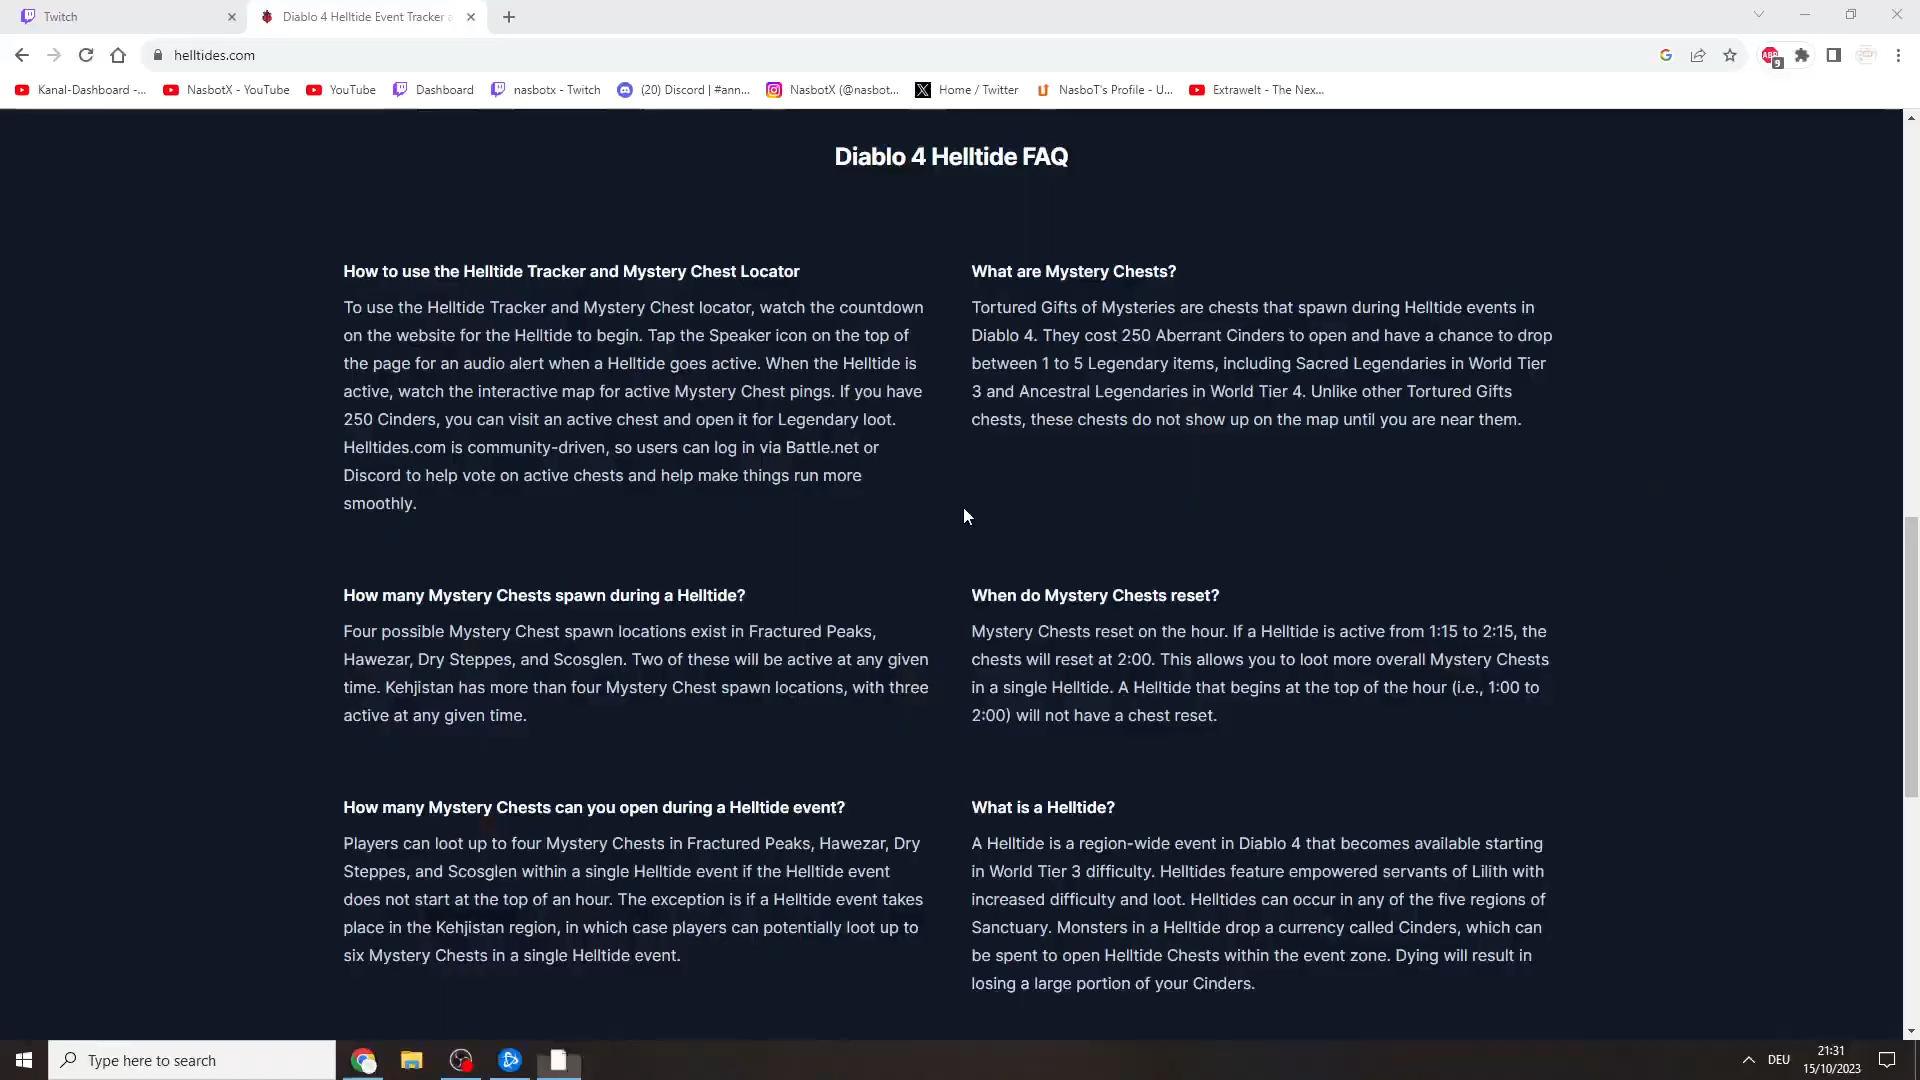 Twitch
Diablo 4 Helltide Event Tracker a
helltides.com
9
Kanal-Dashboard -...
NasbotX - YouTube
YouTube
Dashboard
nasbotx - Twitch
(20) Discord | #ann...
NasbotX (@nasbot...
Home / Twitter
NasboT's Profile - U...
Extrawelt - The Nex...
Diablo 4 Helltide FAQ
How to use the Helltide Tracker and Mystery Chest Locator
To use the Helltide Tracker and Mystery Chest locator, watch the countdown
on the website for the Helltide to begin. Tap the Speaker icon on the top of
the page for an audio alert when a Helltide goes active. When the Helltide is
active, watch the interactive map for active Mystery Chest pings. If you have
250 Cinders, you can visit an active chest and open it for Legendary loot.
Helltides.com is community-driven, so users can log in via Battle.net or
Discord to help vote on active chests and help make things run more
smoothly.
What are Mystery Chests?
Tortured Gifts of Mysteries are chests that spawn during Helltide events in
Diablo 4. They cost 250 Aberrant Cinders to open and have a chance to drop
between 1 to 5 Legendary items, including Sacred Legendaries in World Tier
3 and Ancestral Legendaries in World Tier 4. Unlike other Tortured Gifts
chests, these chests do not show up on the map until you are near them.
How many Mystery Chests spawn during a Helltide?
Four possible Mystery Chest spawn locations exist in Fractured Peaks,
Hawezar, Dry Steppes, and Scosglen. Two of these will be active at any given
time. Kehjistan has more than four Mystery Chest spawn locations, with three
active at any given time.
When do Mystery Chests reset?
Mystery Chests reset on the hour. If a Helltide is active from 1:15 to 2:15, the
chests will reset at 2:00. This allows you to loot more overall Mystery Chests
in a single Helltide. A Helltide that begins at the top of the hour (i.e., 1:00 to
2:00) will not have a chest reset.
How many Mystery Chests can you open during a Helltide event?
Players can loot up to four Mystery Chests in Fractured Peaks, Hawezar, Dry
Steppes, and Scosglen within a single Helltide event if the Helltide event
does not start at the top of an hour. The exception is if a Helltide event takes
place in the Kehjistan region, in which case players can potentially loot up to
six Mystery Chests in a single Helltide event.
What is a Helltide?
A Helltide is a region-wide event in Diablo 4 that becomes available starting
in World Tier 3 difficulty. Helltides feature empowered servants of Lilith with
increased difficulty and loot. Helltides can occur in any of the five regions of
Sanctuary. Monsters in a Helltide drop a currency called Cinders, which can
be spent to open Helltide Chests within the event zone. Dying will result in
losing a large portion of your Cinders.
Type here to search
DEU
21:31
15/10/2023